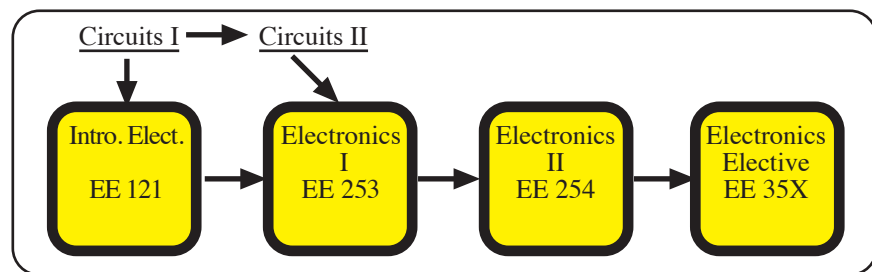 Circuits I
Circuits II
Intro. Elect.
EE 121
Electronics
I
EE 253
Electronics
II
EE 254
Electronics
Elective
EE 35X